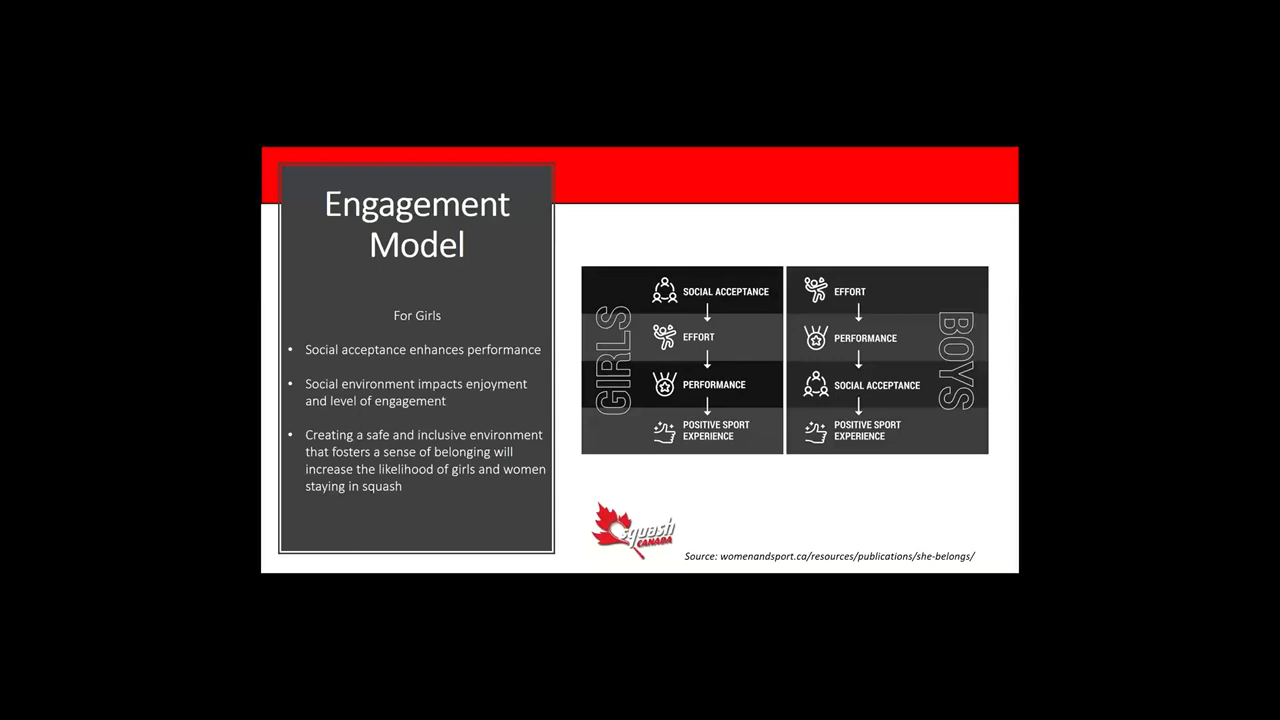 Engagement
Model
For Girls
• Social acceptance enhances performance
• Social environment impacts enjoyment
and level of engagement
• Creating a safe and inclusive environment
that fosters a sense of belonging will
increase the likelihood of girls and women
staying in squash
GIRLS
SOCIAL ACCEPTANCE
EFFORT
PERFORMANCE
POSITIVE SPORT
EXPERIENCE
EFFORT
PERFORMANCE
SOCIAL ACCEPTANCE
POSITIVE SPORT
EXPERIENCE
BOYS
squash
CANADA
Source: womenandsport.ca/resources/publications/she-belongs/